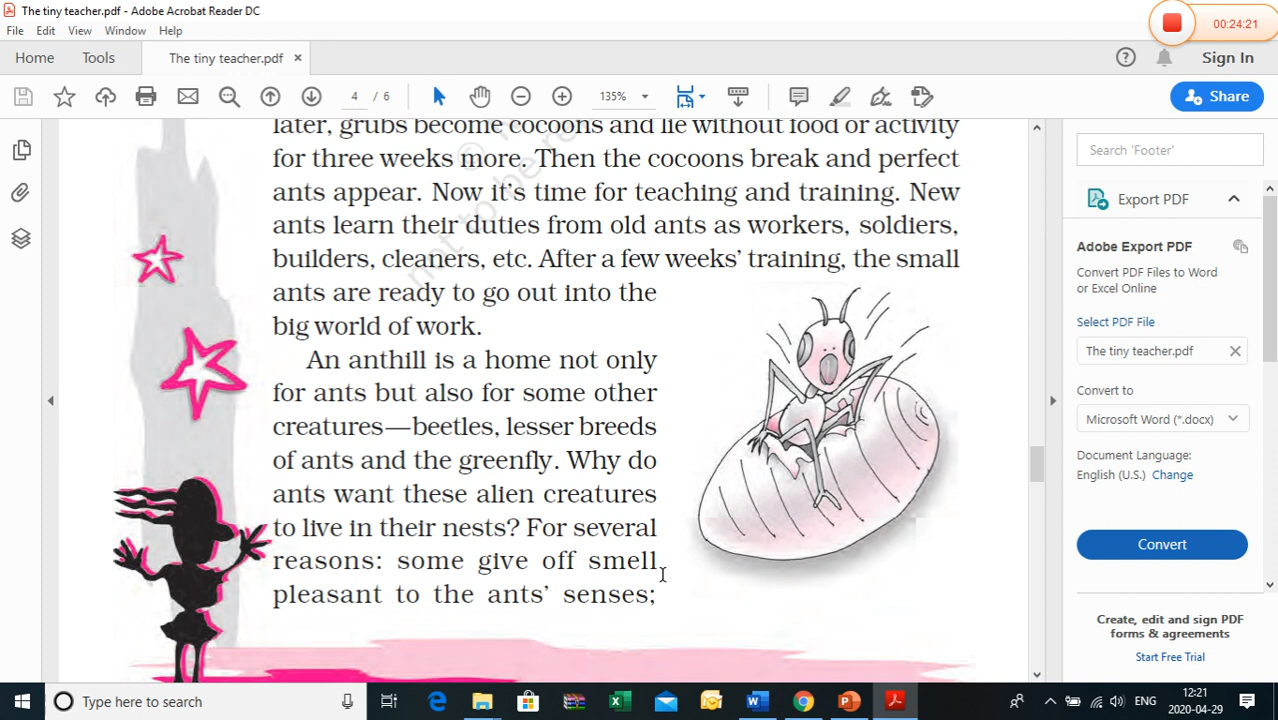 The tiny teacher.pdf - Adobe Acrobat Reader DC
00:24:21
File Edit View Window Help
Home Tools The tiny teacher.pdf × Sign In
4 / 6 135% Share
later, grubs become cocoons and lie without food or activity
for three weeks more. Then the cocoons break and perfect
ants appear. Now it's time for teaching and training. New
ants learn their duties from old ants as workers, soldiers,
builders, cleaners, etc. After a few weeks' training, the small
ants are ready to go out into the
big world of work.
An anthill is a home not only
for ants but also for some other
creatures—beetles, lesser breeds
of ants and the greenfly. Why do
ants want these alien creatures
to live in their nests? For several
reasons: some give off smell
pleasant to the ants' senses;
not to be re
Search 'Footer'
Export PDF
Adobe Export PDF
Convert PDF Files to Word
or Excel Online
Select PDF File
The tiny teacher.pdf
Convert to
Microsoft Word (*.docx)
Document Language:
English (U.S.) Change
Convert
Create, edit and sign PDF
forms & agreements
Start Free Trial
Type here to search
ENG
12:21
2020-04-29